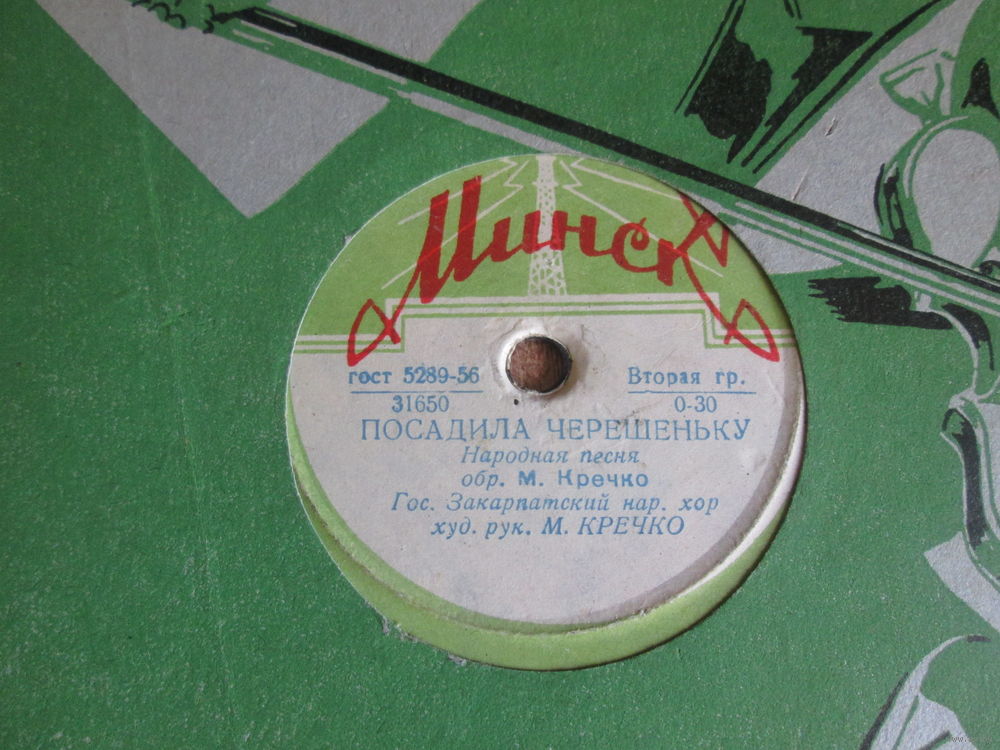 Минск
гост 5289-56 Вторая гр.
31650 0-30
ПОСАДИЛА ЧЕРЕШЕНЬКУ
Народная песня
обр. М. Кречко
Гос. Закарпатский нар. хор
худ. рук. М. КРЕЧКО